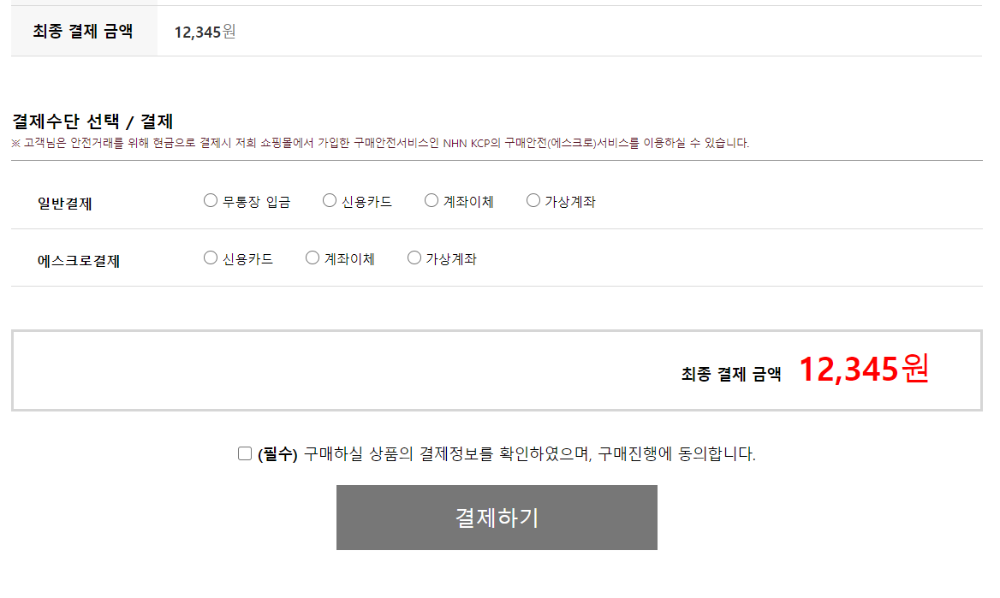 최종 결제 금액 12,345원
결제수단 선택 / 결제
※ 고객님은 안전거래를 위해 현금으로 결제시 저희 쇼핑몰에서 가입한 구매안전서비스인 NHN KCP의 구매안전(에스크로)서비스를 이용하실 수 있습니다.
일반결제 무통장 입금 신용카드 계좌이체 가상계좌
에스크로결제 신용카드 계좌이체 가상계좌
최종 결제 금액 12,345원
(필수) 구매하실 상품의 결제정보를 확인하였으며, 구매진행에 동의합니다.
결제하기